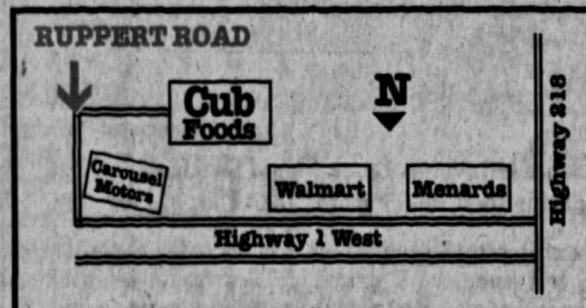 RUPPERT ROAD
Cub
Foods
N
Highway 218
Carousel
Motors
Walmart
Menards
Highway 1 West